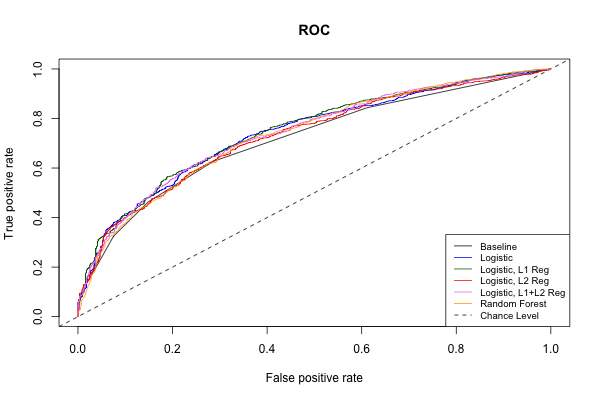 ROC
True positive rate
1.0
0.8
0.6
0.4
0.2
0.0
Baseline
Logistic
Logistic, L1 Reg
Logistic, L2 Reg
Logistic, L1+L2 Reg
Random Forest
Chance Level
0.0 0.2 0.4 0.6 0.8 1.0
False positive rate